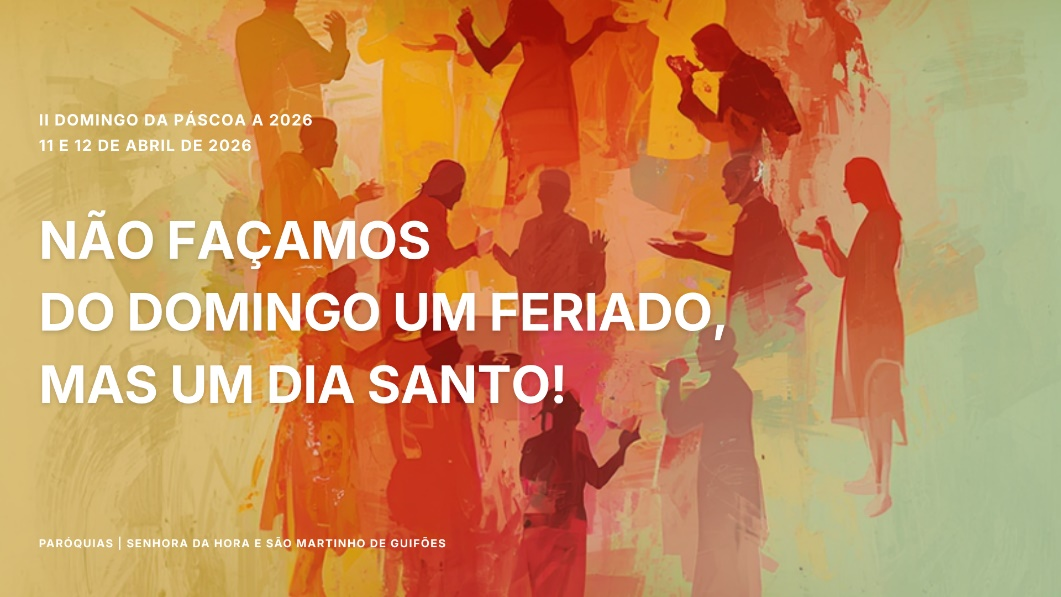 II DOMINGO DA PÁSCOA A 2026
11 E 12 DE ABRIL DE 2026
NÃO FAÇAMOS
DO DOMINGO UM FERIADO,
MAS UM DIA SANTO!
PARÓQUIAS | SENHORA DA HORA E SÃO MARTINHO DE GUIFÕES